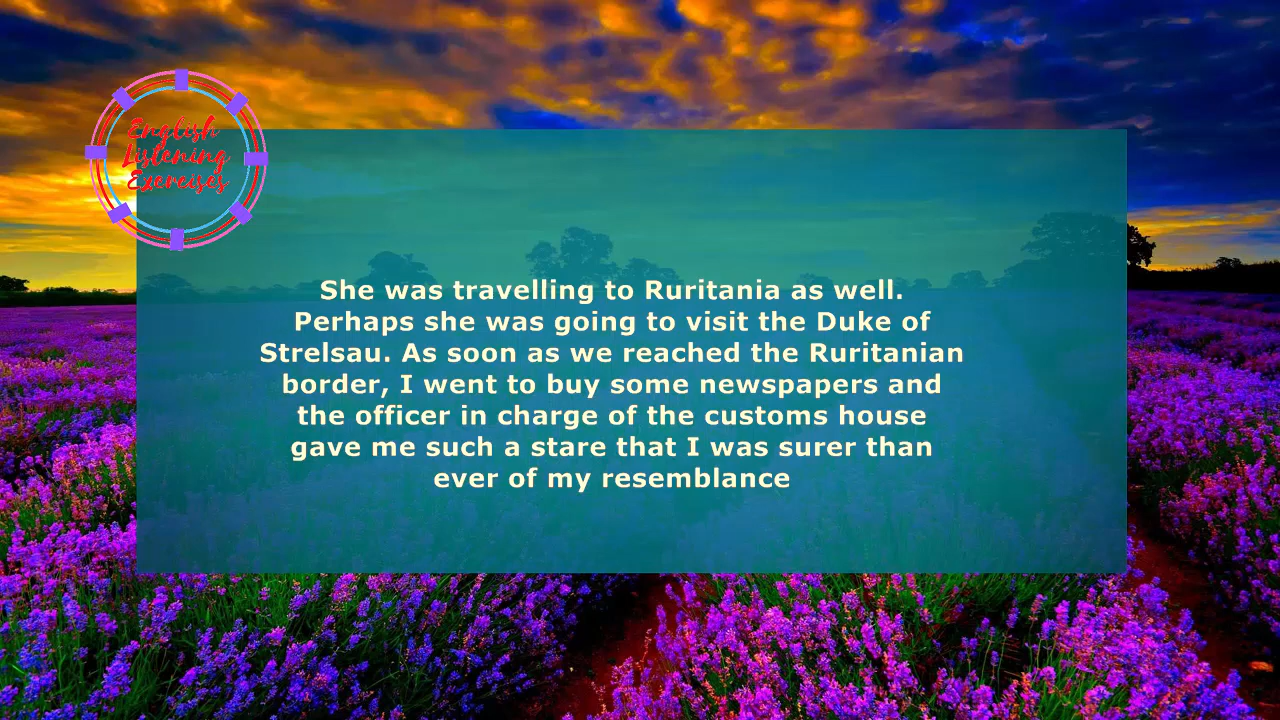 English
Listening
Exercises
She was travelling to Ruritania as well.
Perhaps she was going to visit the Duke of
Strelsau. As soon as we reached the Ruritanian
border, I went to buy some newspapers and
the officer in charge of the customs house
gave me such a stare that I was surer than
ever of my resemblance